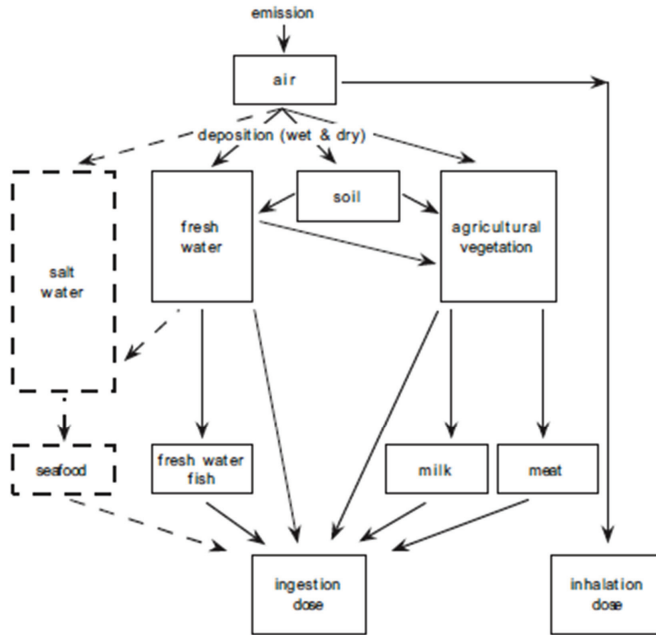 emission
air
deposition (wet & dry)
soil
fresh
water
agricultural
vegetation
salt
water
seafood
fresh water
fish
milk
meat
ingestion
dose
inhalation
dose